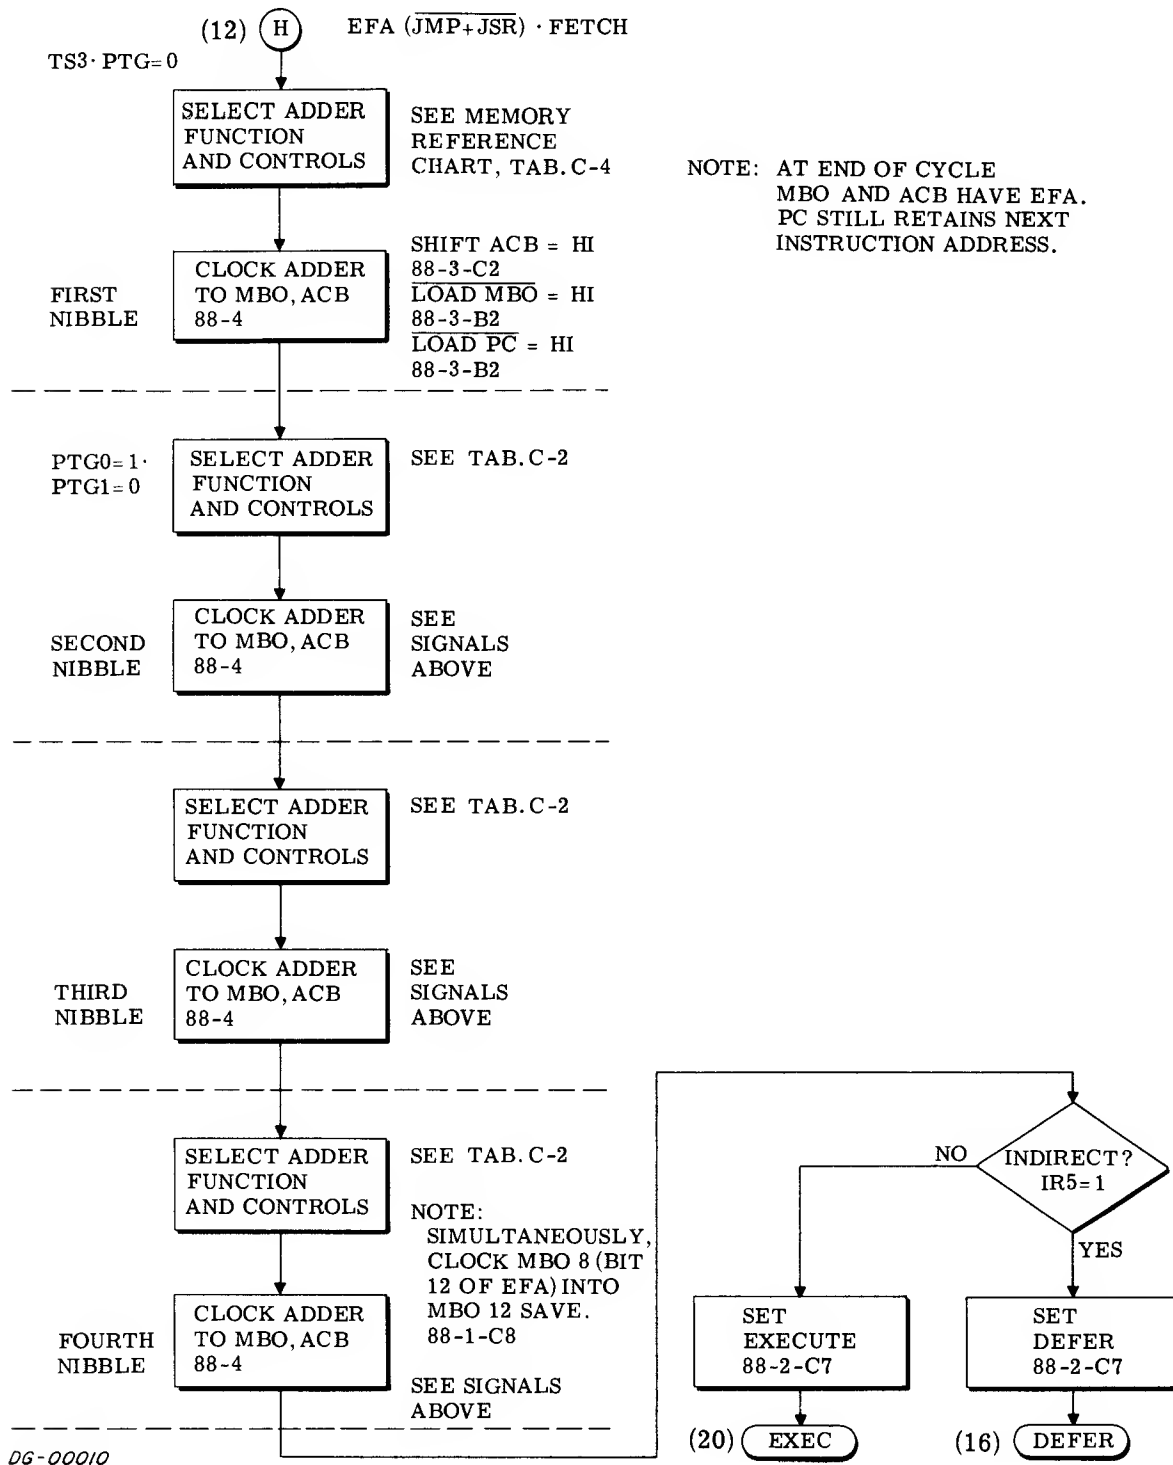 (12) H EFA (JMP+JSR) · FETCH
TS3· PTG=0
SELECT ADDER
FUNCTION
AND CONTROLS
SEE MEMORY
REFERENCE
CHART, TAB. C-4
NOTE: AT END OF CYCLE
MBO AND ACB HAVE EFA.
PC STILL RETAINS NEXT
INSTRUCTION ADDRESS.
FIRST
NIBBLE
CLOCK ADDER
TO MBO, ACB
88-4
SHIFT ACB = HI
88-3-C2
LOAD MBO = HI
88-3-B2
LOAD PC = HI
88-3-B2
PTG0=1·
PTG1=0
SELECT ADDER
FUNCTION
AND CONTROLS
SEE TAB. C-2
SECOND
NIBBLE
CLOCK ADDER
TO MBO, ACB
88-4
SEE
SIGNALS
ABOVE
SELECT ADDER
FUNCTION
AND CONTROLS
SEE TAB. C-2
THIRD
NIBBLE
CLOCK ADDER
TO MBO, ACB
88-4
SEE
SIGNALS
ABOVE
SELECT ADDER
FUNCTION
AND CONTROLS
SEE TAB. C-2
NOTE:
SIMULTANEOUSLY,
CLOCK MBO 8 (BIT
12 OF EFA) INTO
MBO 12 SAVE.
88-1-C8
FOURTH
NIBBLE
CLOCK ADDER
TO MBO, ACB
88-4
SEE SIGNALS
ABOVE
INDIRECT?
IR5=1
NO
YES
SET
EXECUTE
88-2-C7
SET
DEFER
88-2-C7
(20) EXEC
(16) DEFER
DG-00010